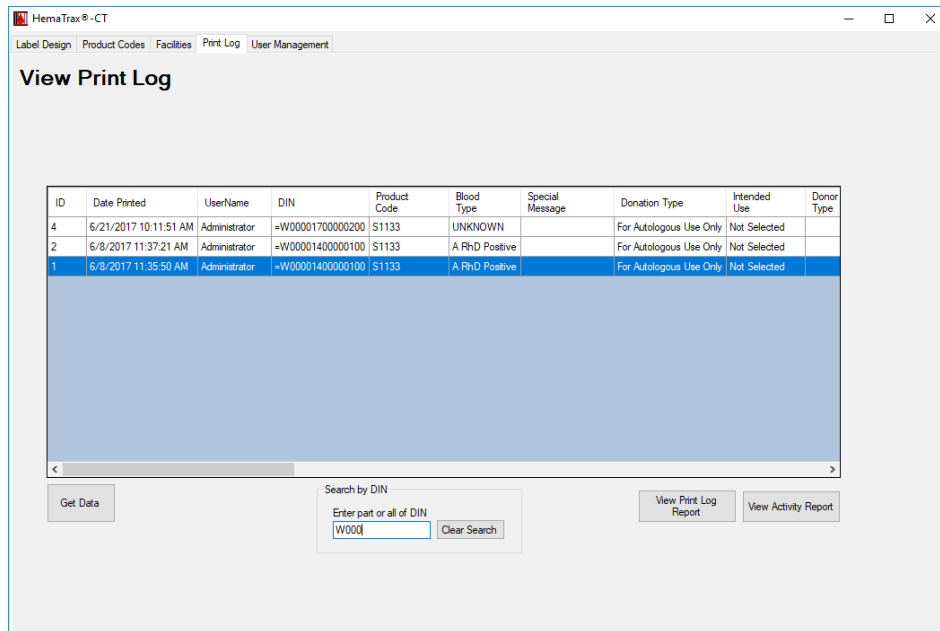 HemaTrax®-CT
Label Design Product Codes Facilities Print Log User Management
View Print Log
ID Date Printed UserName DIN Product Code Blood Type Special Message Donation Type Intended Use Donor Type
4 6/21/2017 10:11:51 AM Administrator =W00001700000200 S1133 UNKNOWN For Autologous Use Only Not Selected
2 6/8/2017 11:37:21 AM Administrator =W00001400000100 S1133 A RhD Positive For Autologous Use Only Not Selected
1 6/8/2017 11:35:50 AM Administrator =W00001400000100 S1133 A RhD Positive For Autologous Use Only Not Selected
Get Data
Search by DIN
Enter part or all of DIN
W000
Clear Search
View Print Log
Report
View Activity Report